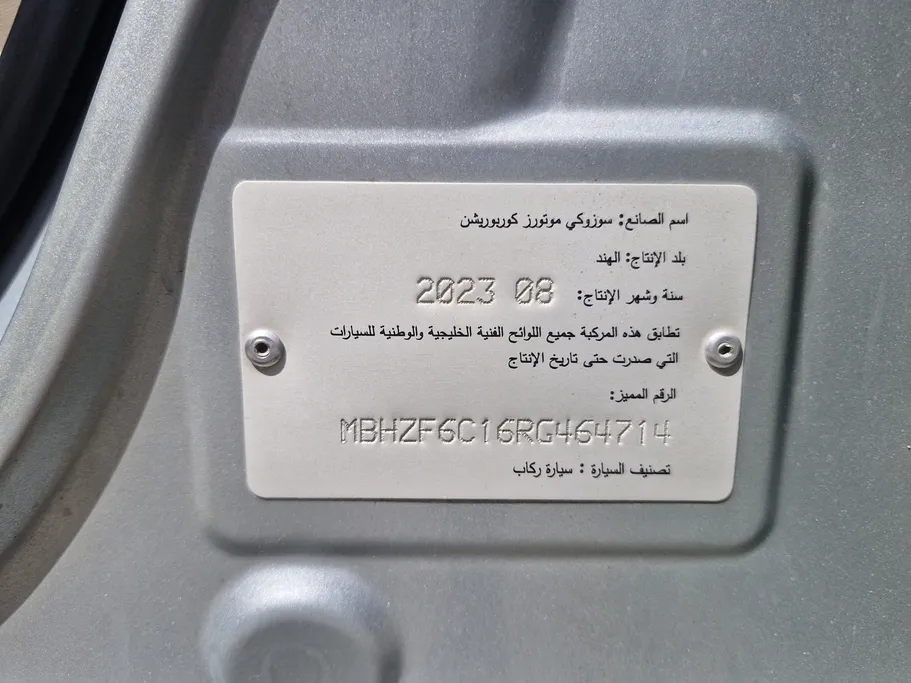 اسم الصانع: سوزوكي موتورز كوربوريشن
بلد الإنتاج: الهند
سنة وشهر الإنتاج: 2023 08
تطابق هذه المركبة جميع اللوائح الفنية الخليجية والوطنية للسيارات
التي صدرت حتى تاريخ الإنتاج
الرقم المميز:
MBHZF6C16RG464714
تصنيف السيارة : سيارة ركاب